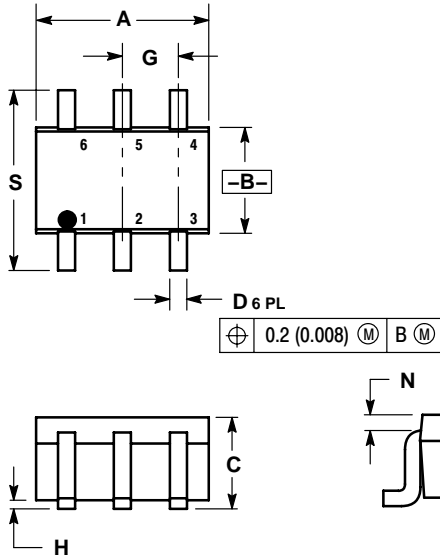 A
G
6 5 4
S
–B–
1 2 3
D 6 PL
⌖ 0.2 (0.008) Ⓜ B Ⓜ
N
C
H